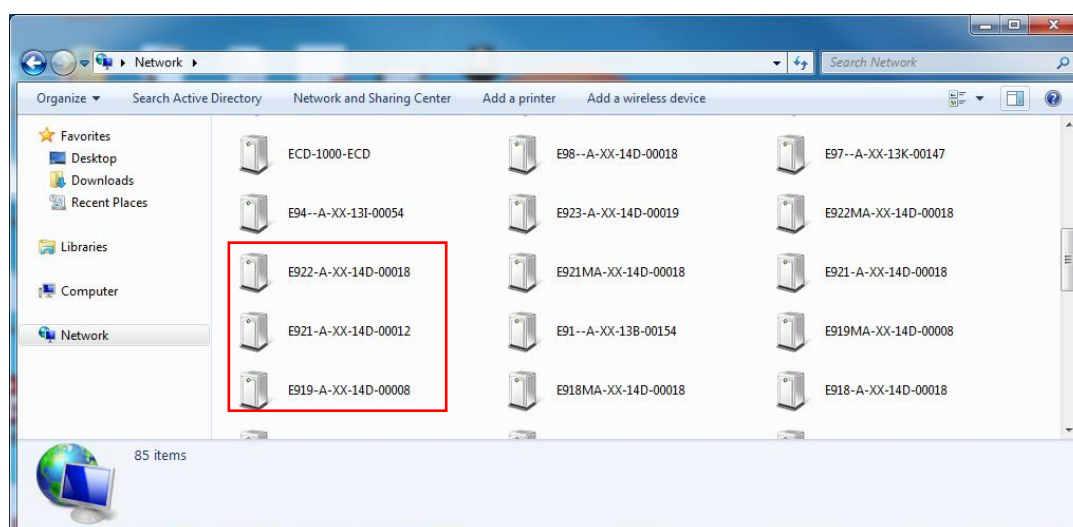 Network
Search Network
Organize Search Active Directory Network and Sharing Center Add a printer Add a wireless device
Favorites
Desktop
Downloads
Recent Places
Libraries
Computer
Network
ECD-1000-ECD E98--A-XX-14D-00018 E97--A-XX-13K-00147
E94--A-XX-13I-00054 E923-A-XX-14D-00019 E922MA-XX-14D-00018
E922-A-XX-14D-00018 E921MA-XX-14D-00018 E921-A-XX-14D-00018
E921-A-XX-14D-00012 E91--A-XX-13B-00154 E919MA-XX-14D-00008
E919-A-XX-14D-00008 E918MA-XX-14D-00018 E918-A-XX-14D-00018
85 items